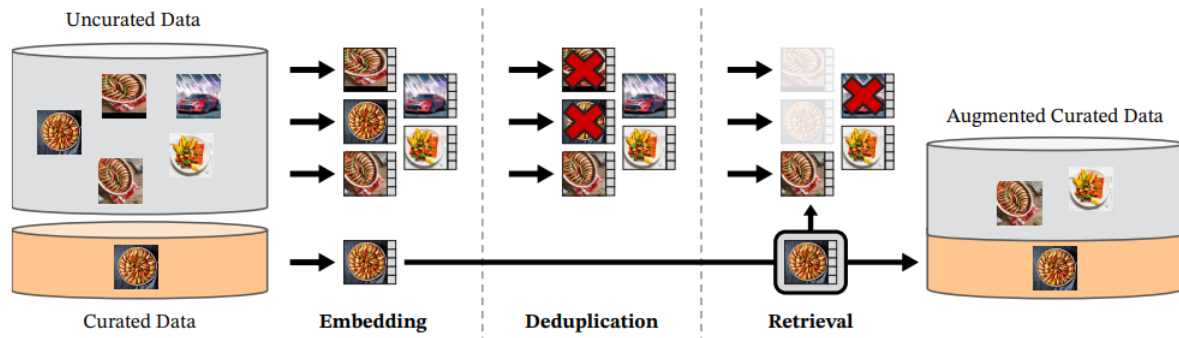 Uncurated Data
Augmented Curated Data
Curated Data
Embedding
Deduplication
Retrieval